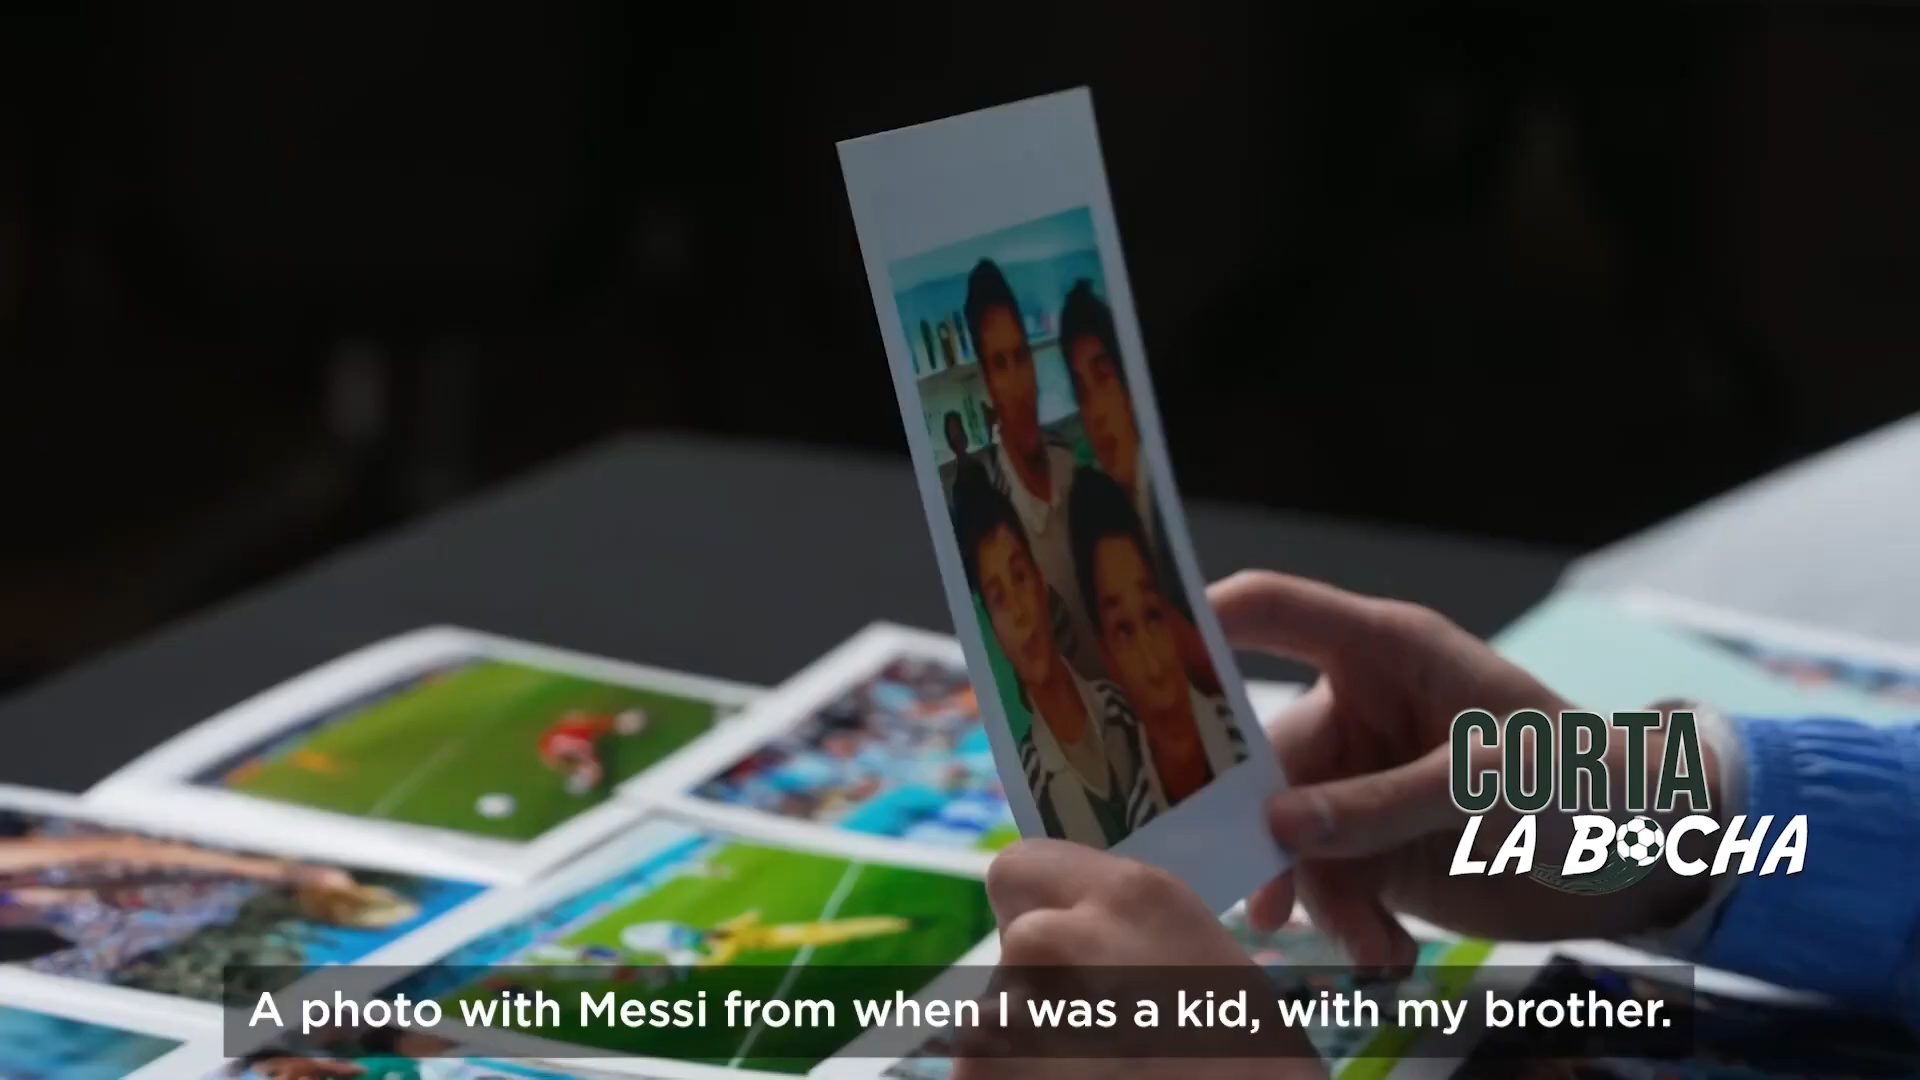 CORTA
LA BOCHA
A photo with Messi from when I was a kid, with my brother.